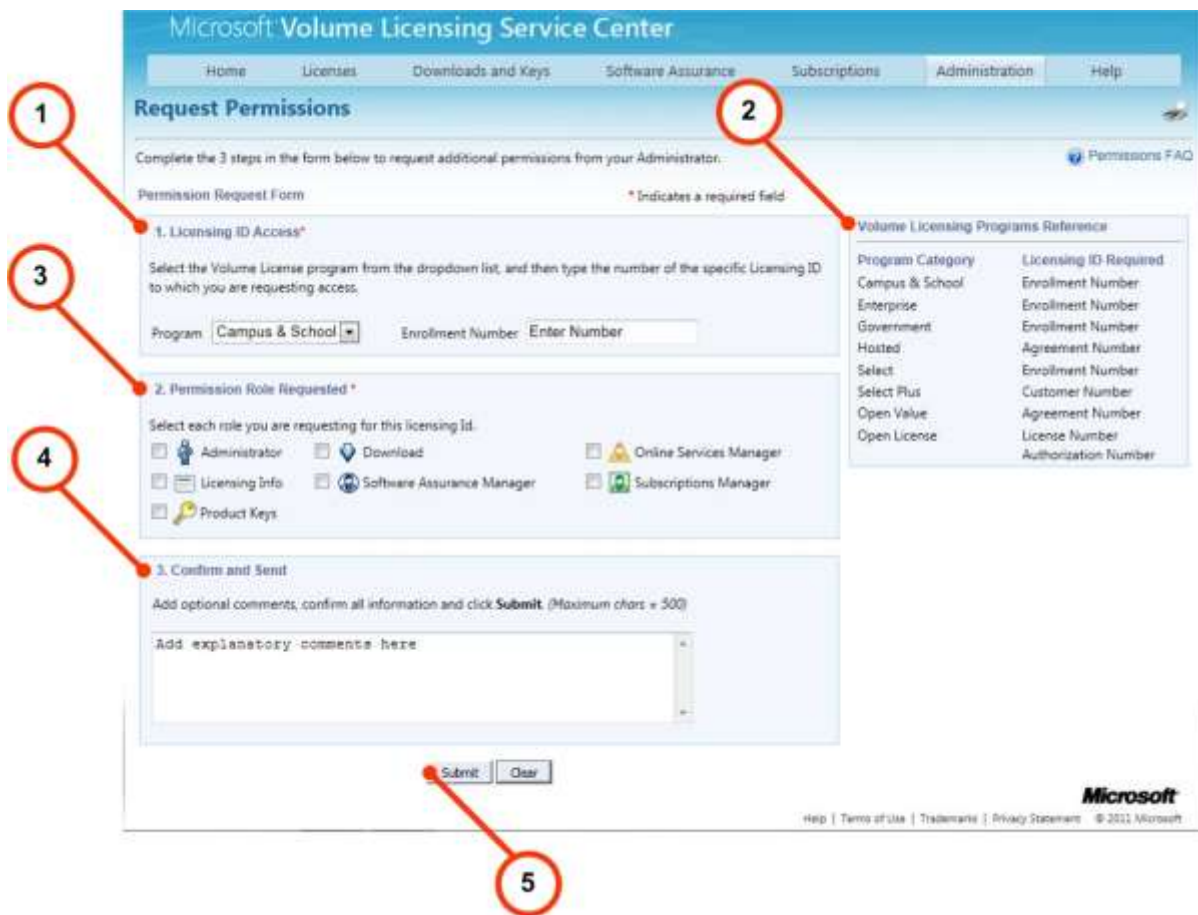 Microsoft Volume Licensing Service Center
Home Licenses Downloads and Keys Software Assurance Subscriptions Administration Help
1
2
Request Permissions
Complete the 3 steps in the form below to request additional permissions from your Administrator.
Permissions FAQ
Permission Request Form * Indicates a required field
1. Licensing ID Access*
Select the Volume License program from the dropdown list, and then type the number of the specific Licensing ID
to which you are requesting access.
Program Campus & School Enrollment Number Enter Number
Volume Licensing Programs Reference
Program Category Licensing ID Required
Campus & School Enrollment Number
Enterprise Enrollment Number
Government Enrollment Number
Hosted Agreement Number
Select Enrollment Number
Select Plus Customer Number
Open Value Agreement Number
Open License License Number
Authorization Number
3
2. Permission Role Requested *
Select each role you are requesting for this licensing Id.
Administrator Download Online Services Manager
Licensing Info Software Assurance Manager Subscriptions Manager
Product Keys
4
3. Confirm and Send
Add optional comments, confirm all information and click Submit. (Maximum chars = 500)
Add explanatory comments here
Submit Clear
5
Microsoft
Help | Terms of Use | Trademarks | Privacy Statement © 2011 Microsoft